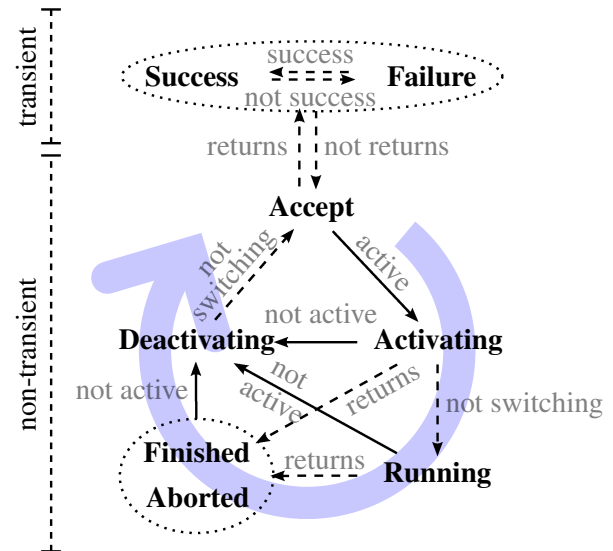 transient
success
Success
Failure
not success
returns
not returns
Accept
non-transient
not
switching
active
Deactivating
not active
Activating
not active
not
active
returns
not switching
Finished
returns
Running
Aborted